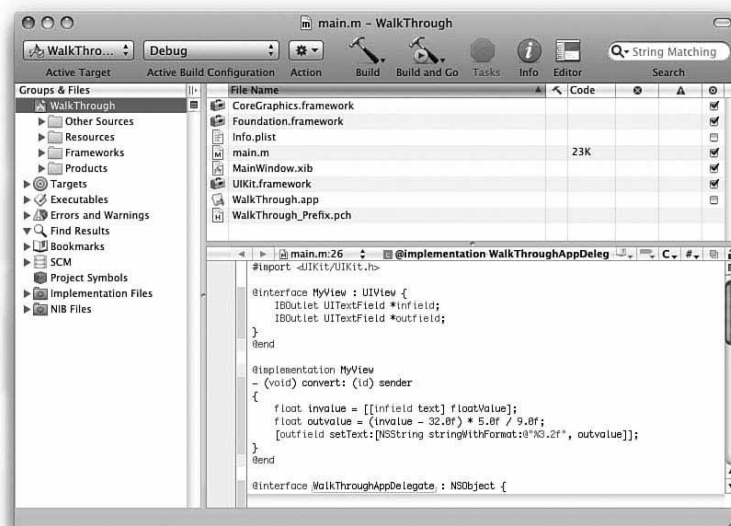 main.m – WalkThrough
WalkThro...
Debug
String Matching
Active Target
Active Build Configuration
Action
Build
Build and Go
Tasks
Info
Editor
Search
Groups & Files
WalkThrough
Other Sources
Resources
Frameworks
Products
Targets
Executables
Errors and Warnings
Find Results
Bookmarks
SCM
Project Symbols
Implementation Files
NIB Files
File Name
Code
CoreGraphics.framework
Foundation.framework
Info.plist
main.m 23K
MainWindow.xib
UIKit.framework
WalkThrough.app
WalkThrough_Prefix.pch
main.m:26 @implementation WalkThroughAppDeleg C #
#import <UIKit/UIKit.h>
@interface MyView : UIView {
IBOutlet UITextField *infield;
IBOutlet UITextField *outfield;
}
@end
@implementation MyView
- (void) convert: (id) sender
{
float invalue = [[infield text] floatValue];
float outvalue = (invalue - 32.0f) * 5.0f / 9.0f;
[outfield setText:[NSString stringWithFormat:@"%3.2f", outvalue]];
}
@end
@interface WalkThroughAppDelegate : NSObject {